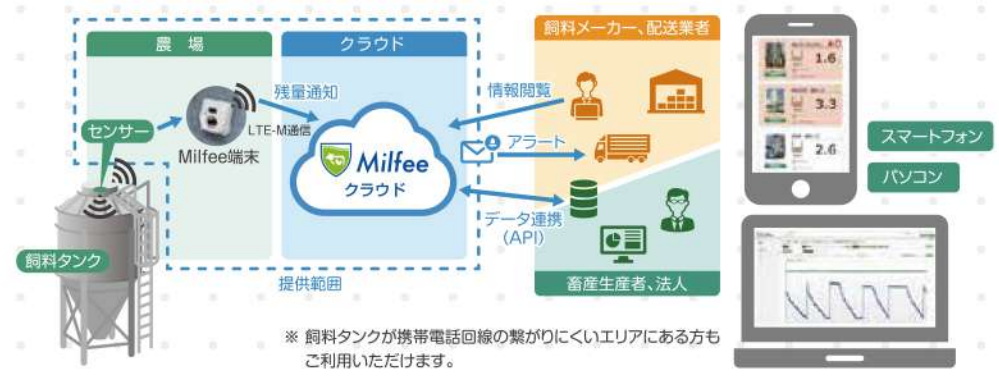 農 場
クラウド
飼料メーカー、配送業者
残量通知
情報閲覧
LTE-M通信
センサー
Milfee端末
アラート
Milfee
クラウド
データ連携
(API)
飼料タンク
提供範囲
畜産生産者、法人
1.6
3.3
2.6
スマートフォン
パソコン
※ 飼料タンクが携帯電話回線の繋がりにくいエリアにある方も
ご利用いただけます。